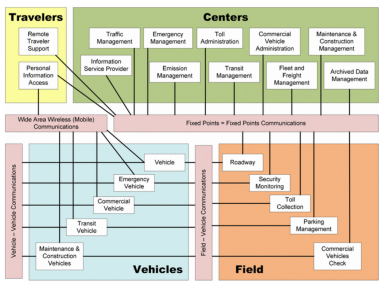 Travelers
Remote
Traveler
Support
Personal
Information
Access
Centers
Traffic
Management
Emergency
Management
Toll
Administration
Commercial
Vehicle
Administration
Maintenance &
Construction
Management
Information
Service Provider
Emission
Management
Transit
Management
Fleet and
Freight
Management
Archived Data
Management
Wide Area Wireless (Mobile)
Communications
Fixed Points = Fixed Points Communications
Vehicle – Vehicle Communications
Vehicle
Emergency
Vehicle
Commercial
Vehicle
Transit
Vehicle
Maintenance &
Construction
Vehicles
Vehicles
Field – Vehicle Communications
Roadway
Security
Monitoring
Toll
Collection
Parking
Management
Commercial
Vehicles
Check
Field